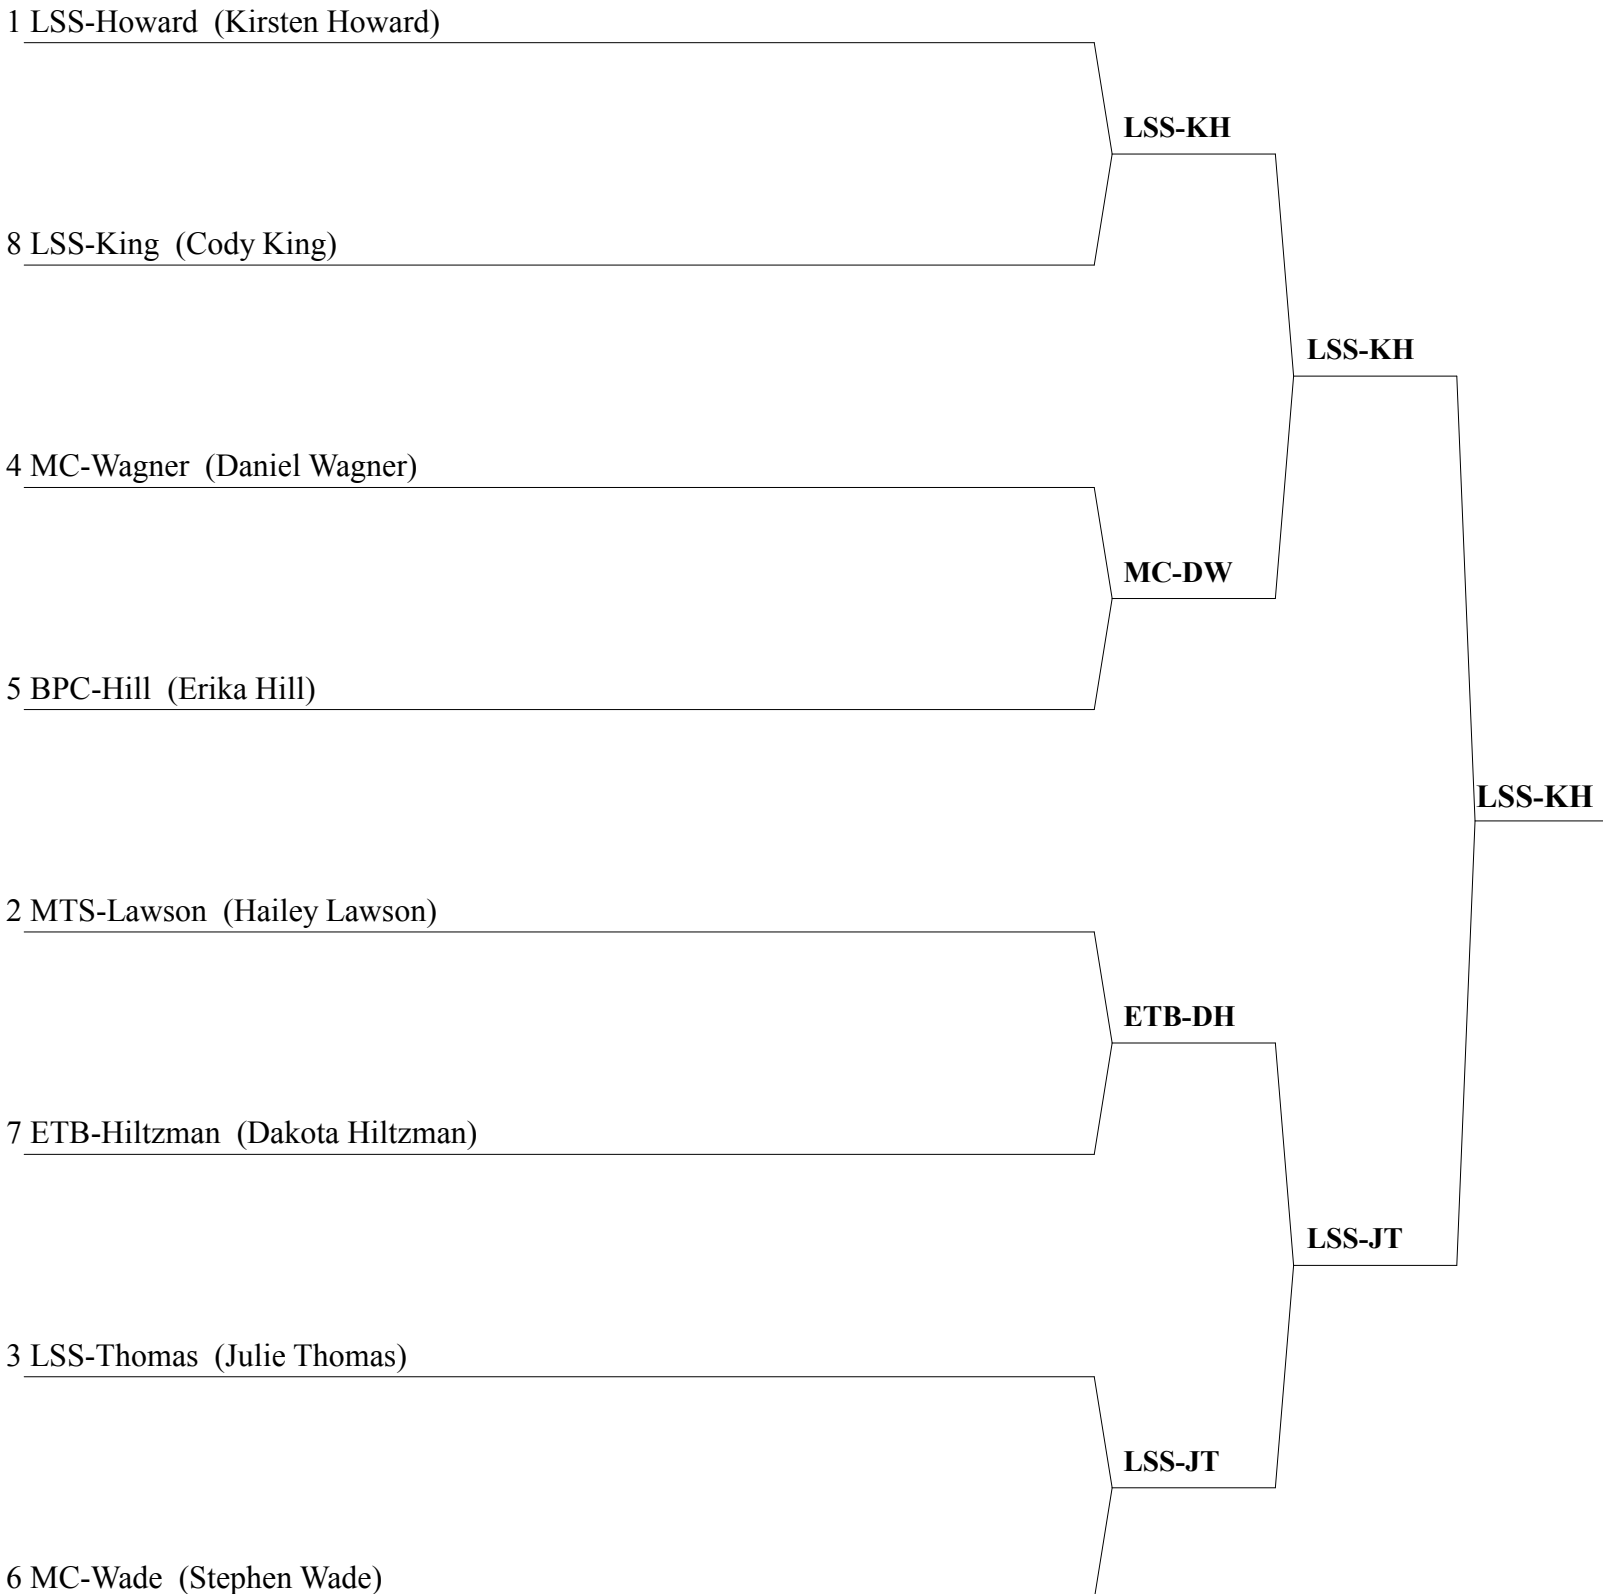 1 LSS-Howard (Kirsten Howard)
LSS-KH
8 LSS-King (Cody King)
LSS-KH
4 MC-Wagner (Daniel Wagner)
MC-DW
5 BPC-Hill (Erika Hill)
LSS-KH
2 MTS-Lawson (Hailey Lawson)
ETB-DH
7 ETB-Hiltzman (Dakota Hiltzman)
LSS-JT
3 LSS-Thomas (Julie Thomas)
LSS-JT
6 MC-Wade (Stephen Wade)